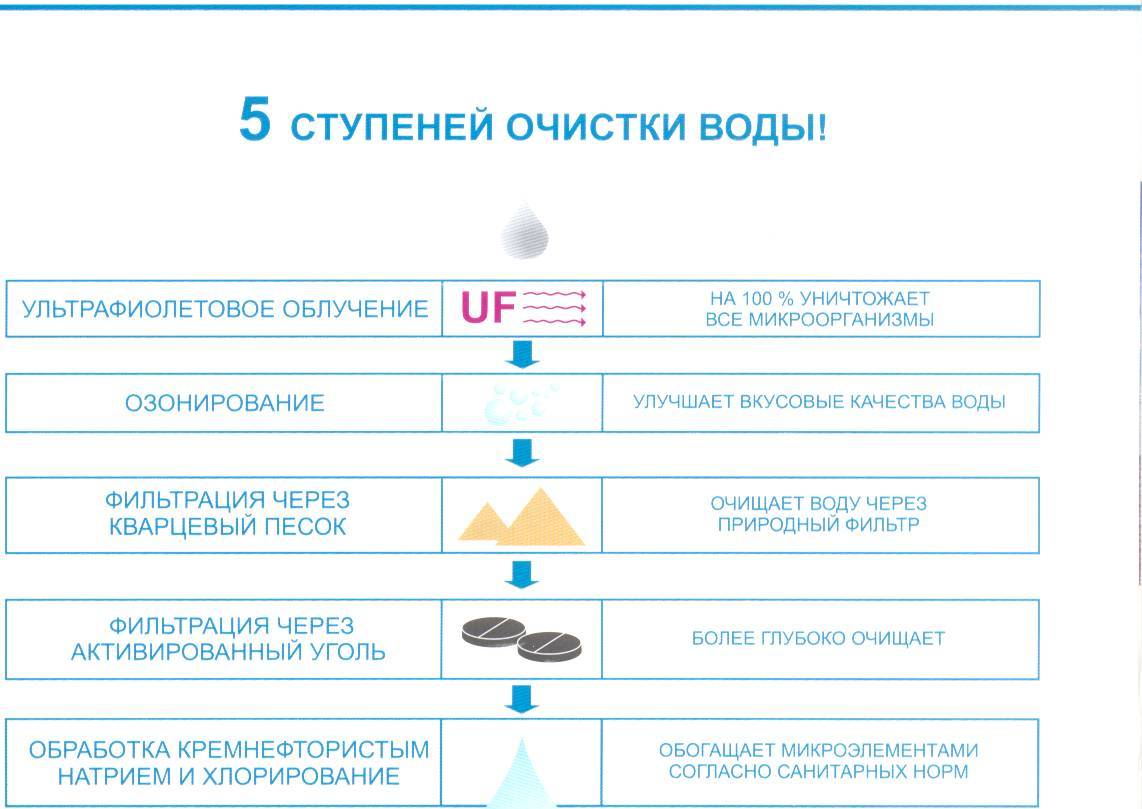 5 СТУПЕНЕЙ ОЧИСТКИ ВОДЫ!
УЛЬТРАФИОЛЕТОВОЕ ОБЛУЧЕНИЕ
UF
НА 100 % УНИЧТОЖАЕТ
ВСЕ МИКРООРГАНИЗМЫ
ОЗОНИРОВАНИЕ
УЛУЧШАЕТ ВКУСОВЫЕ КАЧЕСТВА ВОДЫ
ФИЛЬТРАЦИЯ ЧЕРЕЗ
КВАРЦЕВЫЙ ПЕСОК
ОЧИЩАЕТ ВОДУ ЧЕРЕЗ
ПРИРОДНЫЙ ФИЛЬТР
ФИЛЬТРАЦИЯ ЧЕРЕЗ
АКТИВИРОВАННЫЙ УГОЛЬ
БОЛЕЕ ГЛУБОКО ОЧИЩАЕТ
ОБРАБОТКА КРЕМНЕФТОРИСТЫМ
НАТРИЕМ И ХЛОРИРОВАНИЕ
ОБОГАЩАЕТ МИКРОЭЛЕМЕНТАМИ
СОГЛАСНО САНИТАРНЫХ НОРМ